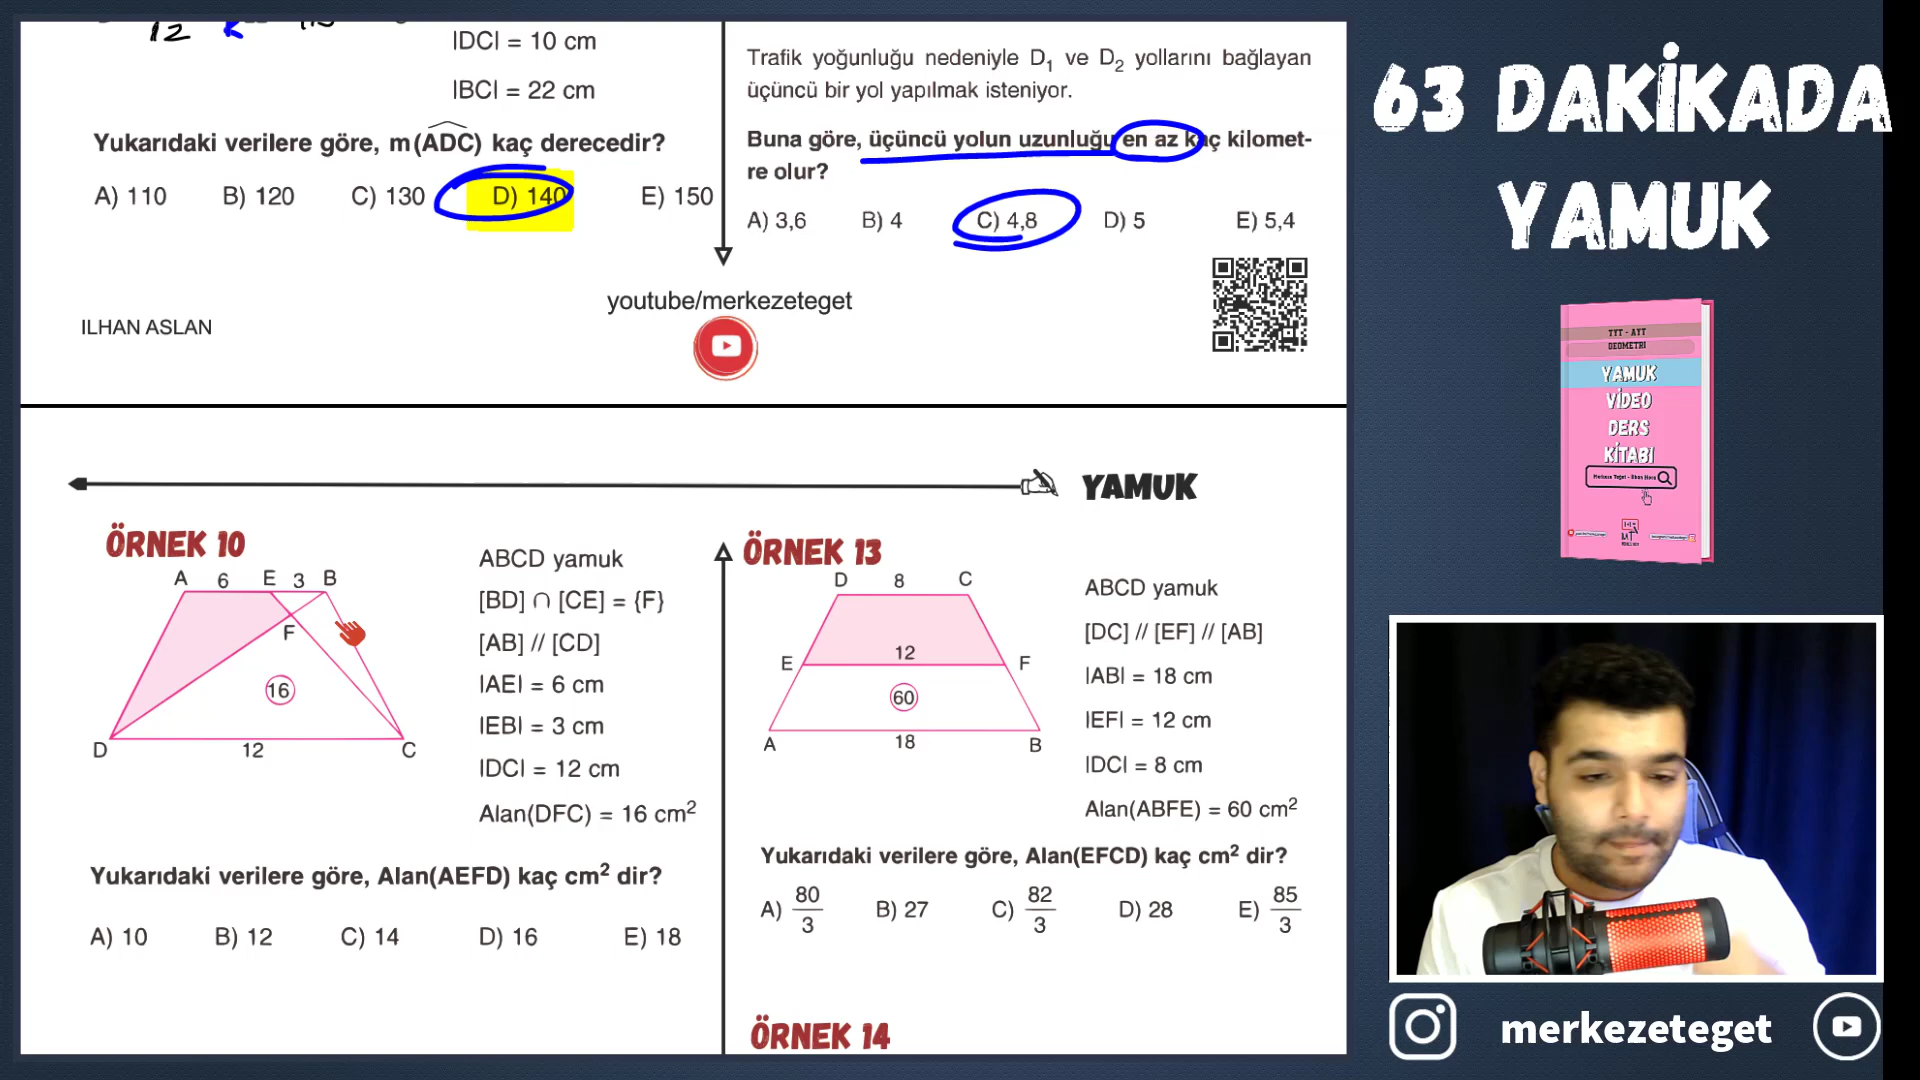 12
|DC| = 10 cm
|BC| = 22 cm
Yukarıdaki verilere göre, m(ADC) kaç derecedir?
A) 110 B) 120 C) 130 D) 140 E) 150
ILHAN ASLAN
youtube/merkezeteget
Trafik yoğunluğu nedeniyle D1 ve D2 yollarını bağlayan
üçüncü bir yol yapılmak isteniyor.
Buna göre, üçüncü yolun uzunluğu en az kaç kilomet-
re olur?
A) 3,6 B) 4 C) 4,8 D) 5 E) 5,4
YAMUK
ÖRNEK 10
A 6 E 3 B
F
16
D 12 C
ABCD yamuk
[BD] ∩ [CE] = {F}
[AB] // [CD]
|AE| = 6 cm
|EB| = 3 cm
|DC| = 12 cm
Alan(DFC) = 16 cm²
Yukarıdaki verilere göre, Alan(AEFD) kaç cm² dir?
A) 10 B) 12 C) 14 D) 16 E) 18
ÖRNEK 13
D 8 C
E 12 F
60
A 18 B
ABCD yamuk
[DC] // [EF] // [AB]
|AB| = 18 cm
|EF| = 12 cm
|DC| = 8 cm
Alan(ABFE) = 60 cm²
Yukarıdaki verilere göre, Alan(EFCD) kaç cm² dir?
A) 80/3 B) 27 C) 82/3 D) 28 E) 85/3
ÖRNEK 14
63 DAKİKADA
YAMUK
TYT - AYT
GEOMETRİ
YAMUK
VİDEO
DERS
KİTABI
merkezeteget